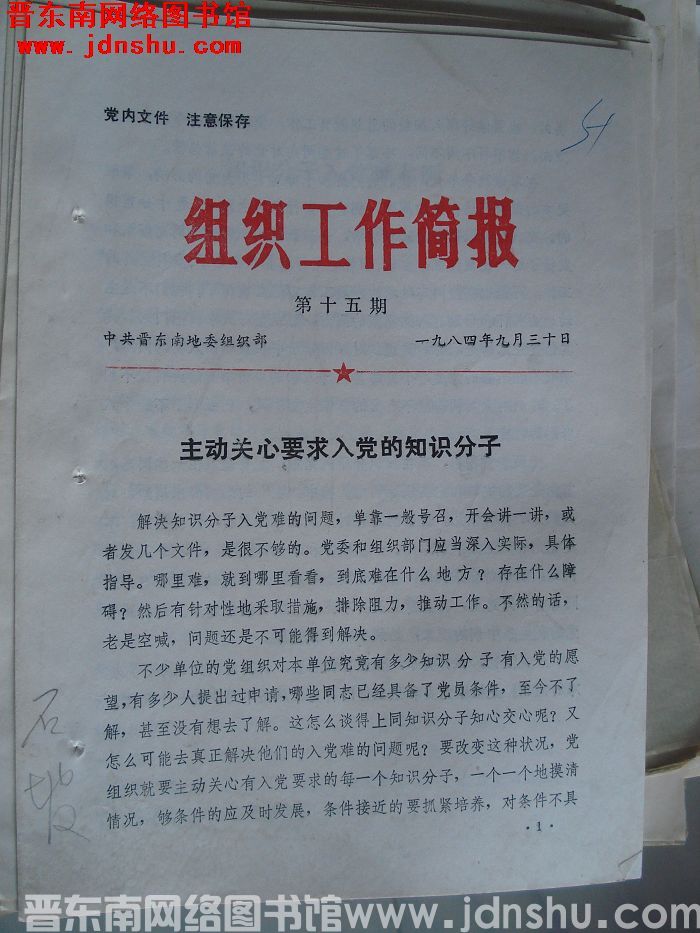 晋东南网络图书馆
www.jdnshu.com
党内文件 注意保存
51
组织工作简报
第十五期
中共晋东南地委组织部 一九八四年九月三十日
主动关心要求入党的知识分子
解决知识分子入党难的问题，单靠一般号召，开会讲一讲，或
者发几个文件，是很不够的。党委和组织部门应当深入实际，具体
指导。哪里难，就到哪里看看，到底难在什么地方？存在什么障
碍？然后有针对性地采取措施，排除阻力，推动工作。不然的话，
老是空喊，问题还是不可能得到解决。
不少单位的党组织对本单位究竟有多少知识分子有入党的愿
望，有多少人提出过申请，哪些同志已经具备了党员条件，至今不了
解，甚至没有想去了解。这怎么谈得上同知识分子知心交心呢？又
怎么可能去真正解决他们的入党难的问题呢？要改变这种状况，党
组织就要主动关心有入党要求的每一个知识分子，一个一个地摸清
情况，够条件的应及时发展，条件接近的要抓紧培养，对条件不具
·1·
晋东南网络图书馆www.jdnshu.com